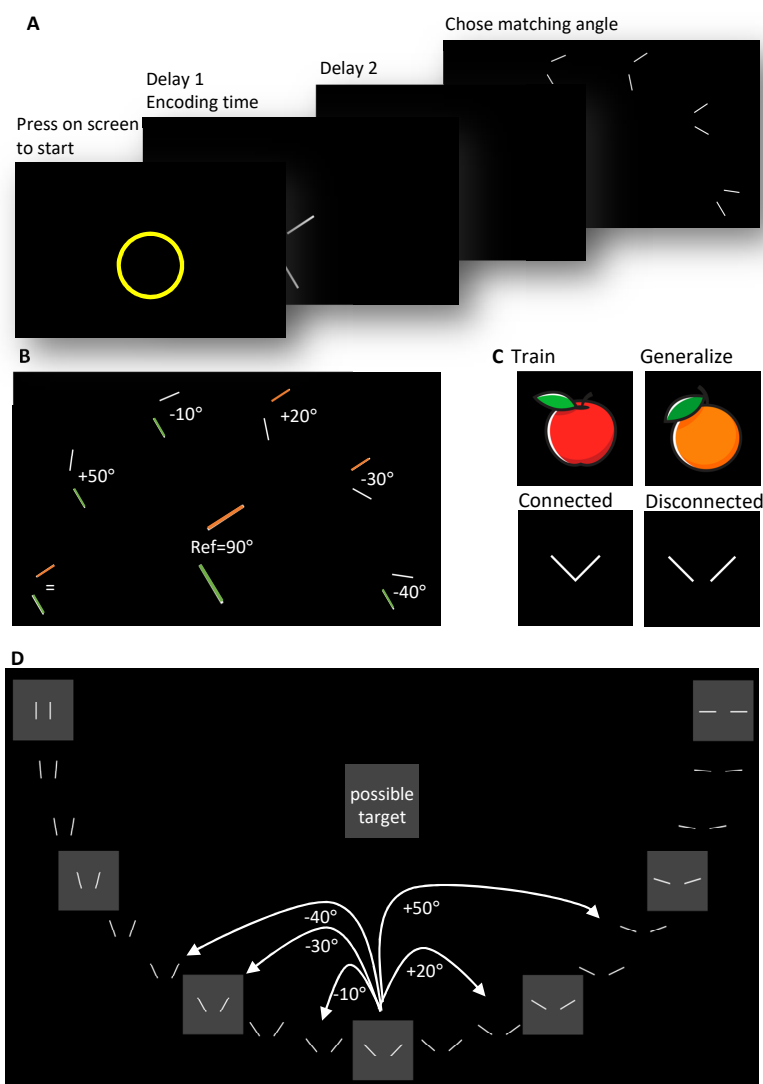 A
Chose matching angle
Delay 2
Delay 1
Encoding time
Press on screen
to start
B
-10°
+20°
+50°
-30°
Ref=90°
=
-40°
C Train Generalize
Connected Disconnected
D
possible
target
-40°
+50°
-30°
+20°
-10°